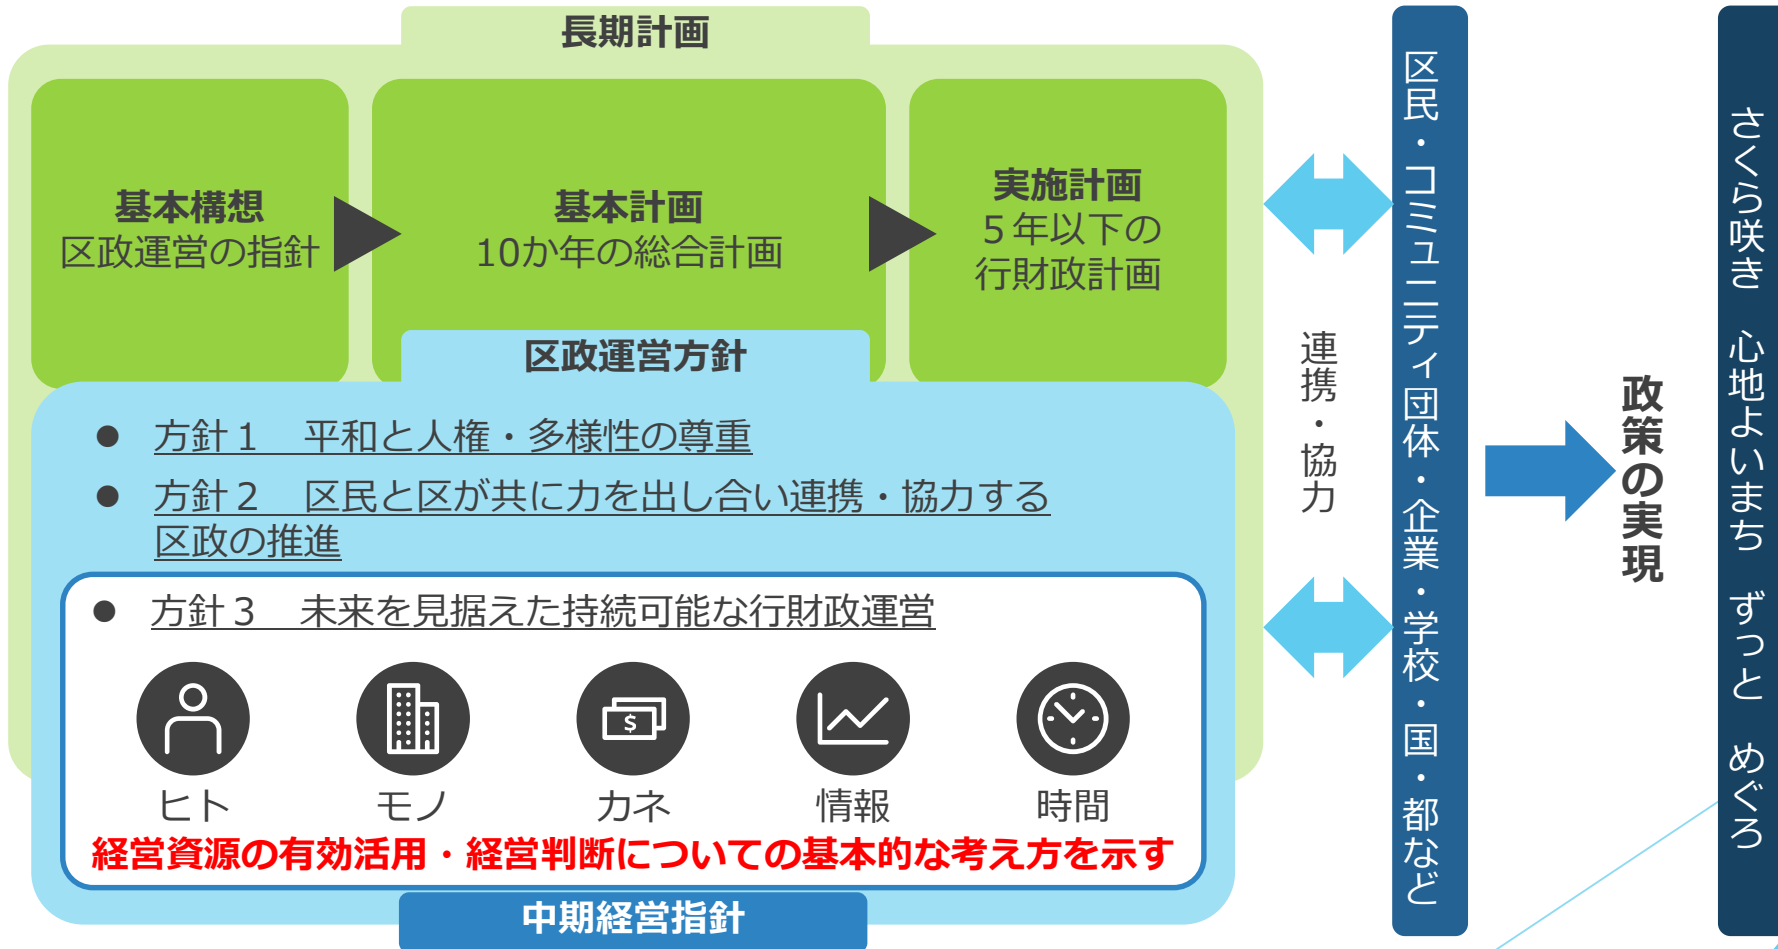 長期計画
基本構想
区政運営の指針
基本計画
10か年の総合計画
実施計画
５年以下の
行財政計画
区政運営方針
● 方針１　平和と人権・多様性の尊重
● 方針２　区民と区が共に力を出し合い連携・協力する
区政の推進
● 方針３　未来を見据えた持続可能な行財政運営
$
ヒト
モノ
カネ
情報
時間
経営資源の有効活用・経営判断についての基本的な考え方を示す
中期経営指針
連携・協力
区民・コミュニティ団体・企業・学校・国・都など
政策の実現
さくら咲き　心地よいまち　ずっと　めぐろ